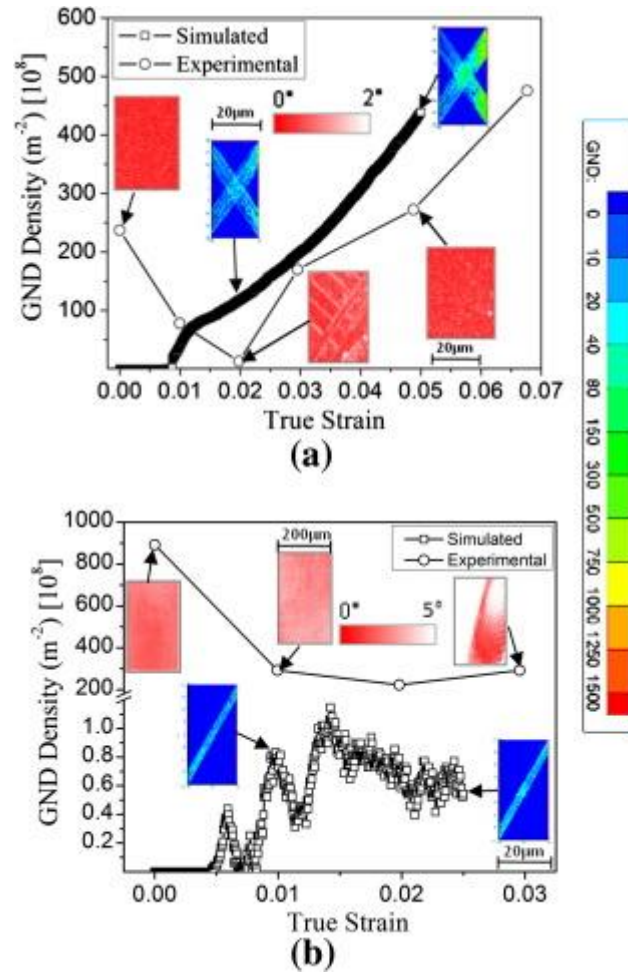 600
500
400
300
200
100
GND Density (m⁻²) [10⁸]
Simulated
Experimental
20µm
0° 2°
20µm
0.00 0.01 0.02 0.03 0.04 0.05 0.06 0.07
True Strain
(a)
1000
800
600
400
200
1.0
0.8
0.6
0.4
0.2
GND Density (m⁻²) [10⁸]
200µm
Simulated
Experimental
0° 5°
20µm
0.00 0.01 0.02 0.03
True Strain
(b)
GND:
0
10
20
40
80
150
300
500
750
1000
1250
1500